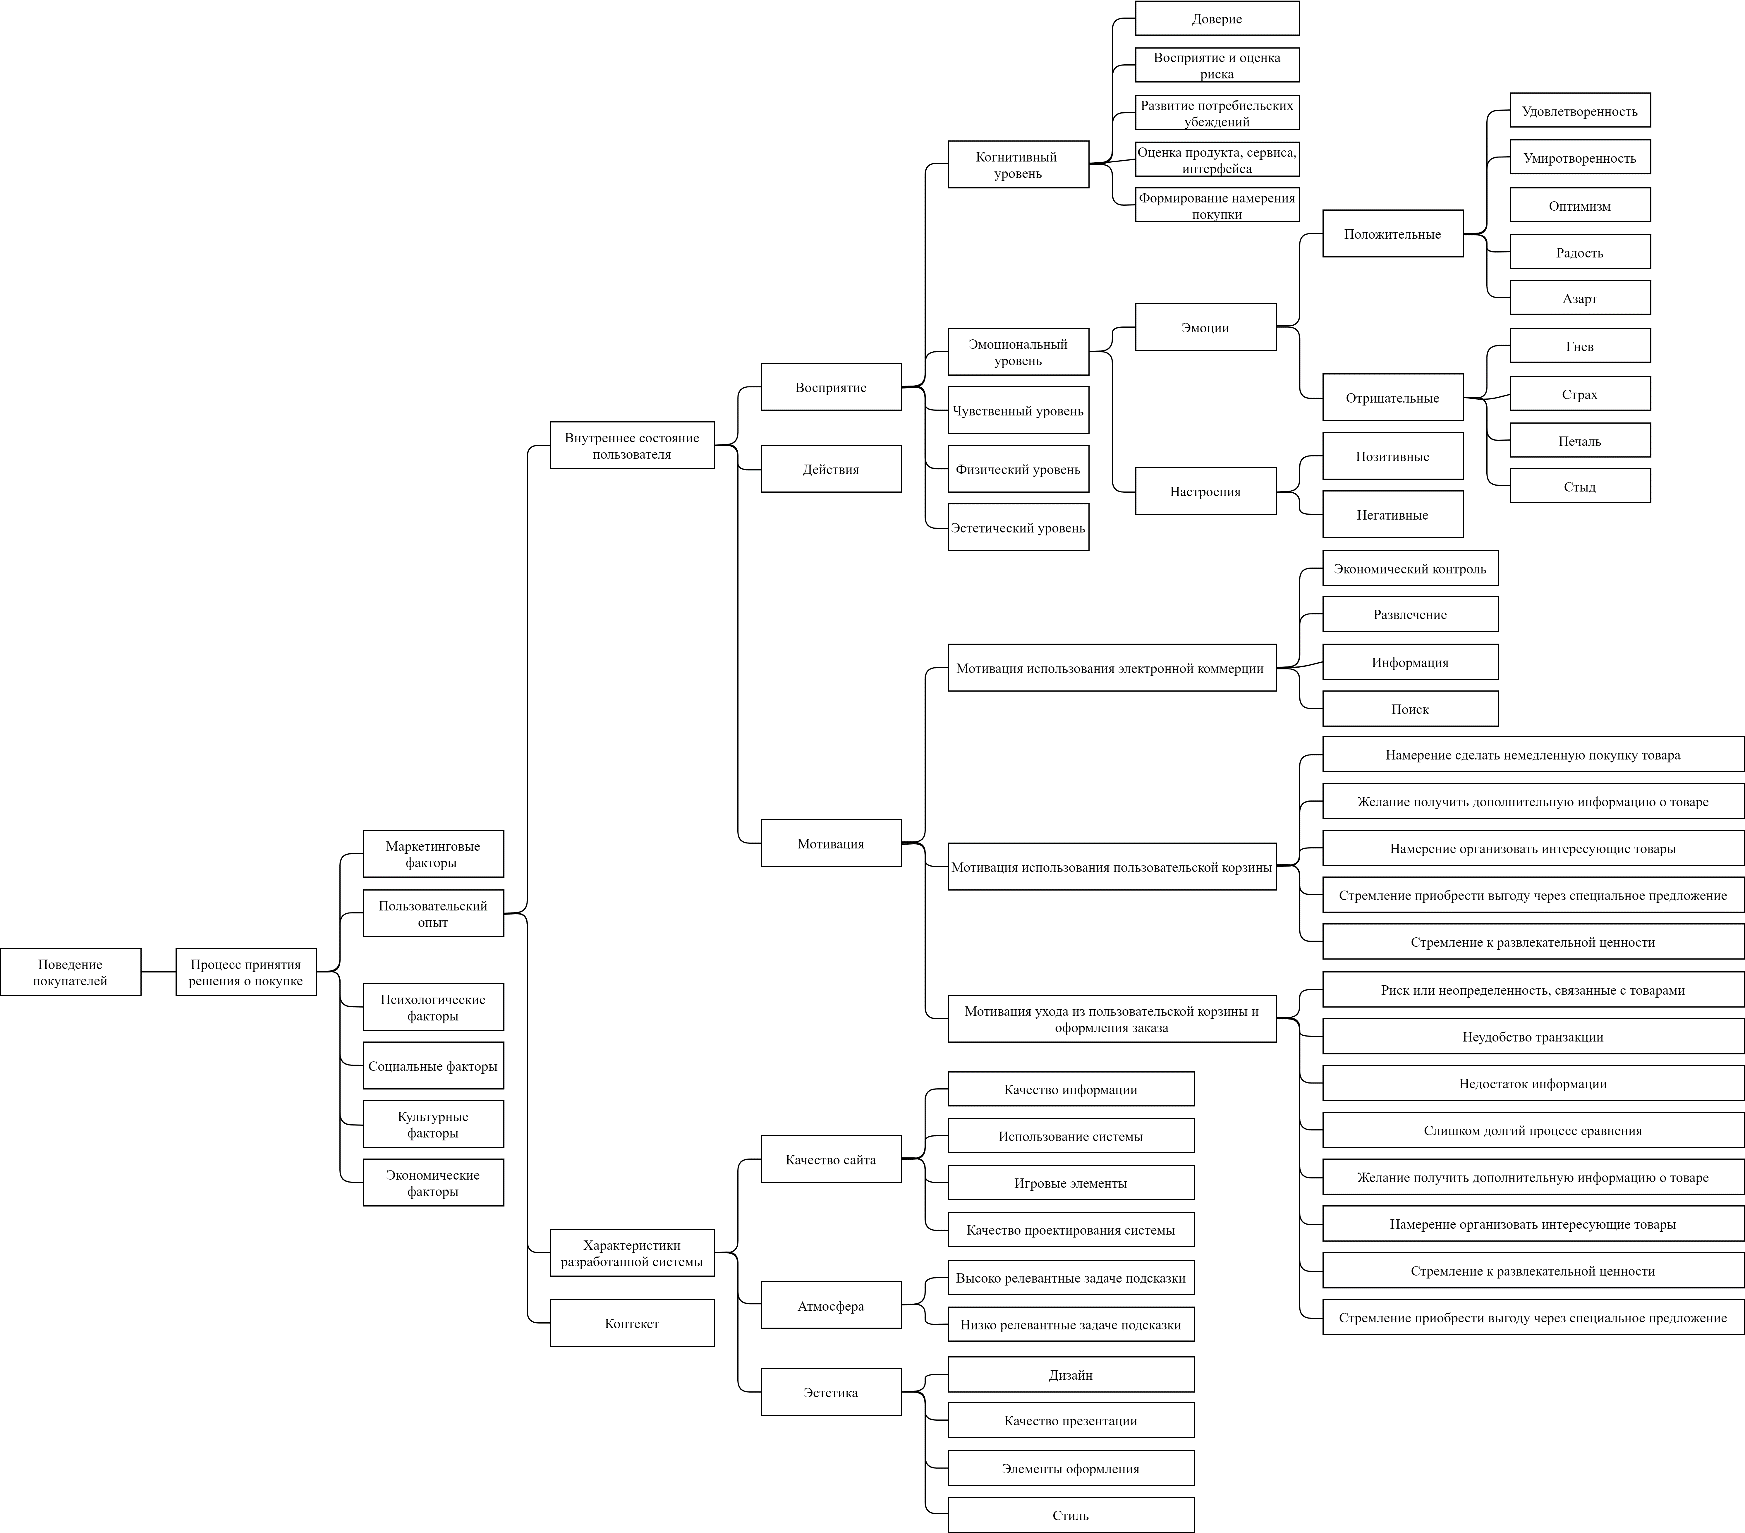 Поведение
покупателей
Процесс принятия
решения о покупке
Маркетинговые
факторы
Пользовательский
опыт
Психологические
факторы
Социальные факторы
Культурные
факторы
Экономические
факторы
Внутреннее состояние
пользователя
Характеристики
разработанной системы
Контекст
Восприятие
Действия
Мотивация
Качество сайта
Атмосфера
Эстетика
Когнитивный
уровень
Эмоциональный
уровень
Чувственный уровень
Физический уровень
Эстетический уровень
Доверие
Восприятие и оценка
риска
Развитие потребиельских
убеждений
Оценка продукта, сервиса,
интерфейса
Формирование намерения
покупки
Эмоции
Настроения
Положительные
Отрицательные
Позитивные
Негативные
Удовлетворенность
Умиротворенность
Оптимизм
Радость
Азарт
Гнев
Страх
Печаль
Стыд
Мотивация использования электронной коммерции
Экономический контроль
Развлечение
Информация
Поиск
Мотивация использования пользовательской корзины
Намерение сделать немедленную покупку товара
Желание получить дополнительную информацию о товаре
Намерение организовать интересующие товары
Стремление приобрести выгоду через специальное предложение
Стремление к развлекательной ценности
Мотивация ухода из пользовательской корзины и
оформления заказа
Риск или неопределенность, связанные с товарами
Неудобство транзакции
Недостаток информации
Слишком долгий процесс сравнения
Желание получить дополнительную информацию о товаре
Намерение организовать интересующие товары
Стремление к развлекательной ценности
Стремление приобрести выгоду через специальное предложение
Качество информации
Использование системы
Игровые элементы
Качество проектирования системы
Высоко релевантные задаче подсказки
Низко релевантные задаче подсказки
Дизайн
Качество презентации
Элементы оформления
Стиль